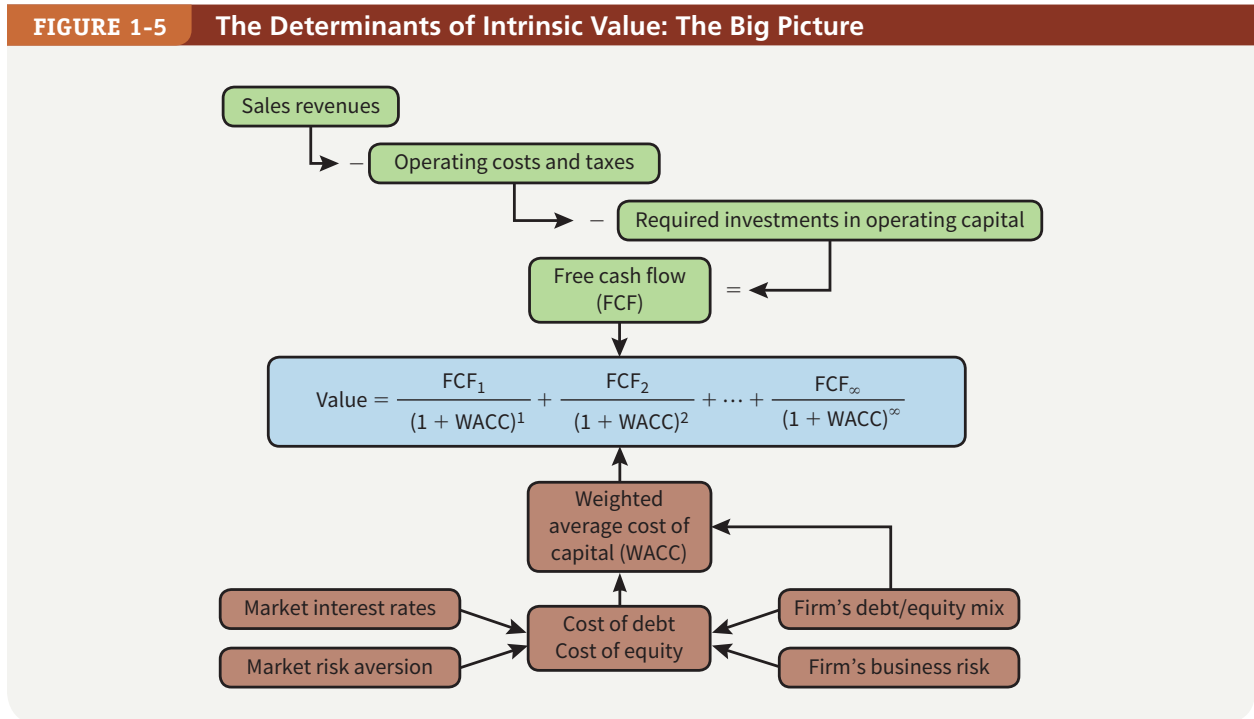 FIGURE 1-5 The Determinants of Intrinsic Value: The Big Picture
Sales revenues
− Operating costs and taxes
− Required investments in operating capital
Free cash flow
(FCF)
=
Value = FCF₁ / (1 + WACC)¹ + FCF₂ / (1 + WACC)² + ⋯ + FCF∞ / (1 + WACC)^∞
Weighted
average cost of
capital (WACC)
Market interest rates
Market risk aversion
Cost of debt
Cost of equity
Firm’s debt/equity mix
Firm’s business risk